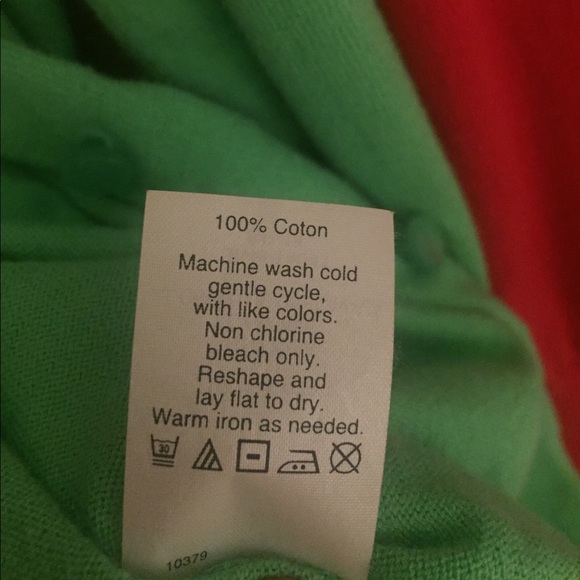 100% Coton
Machine wash cold
gentle cycle,
with like colors.
Non chlorine
bleach only.
Reshape and
lay flat to dry.
Warm iron as needed.
30
10379